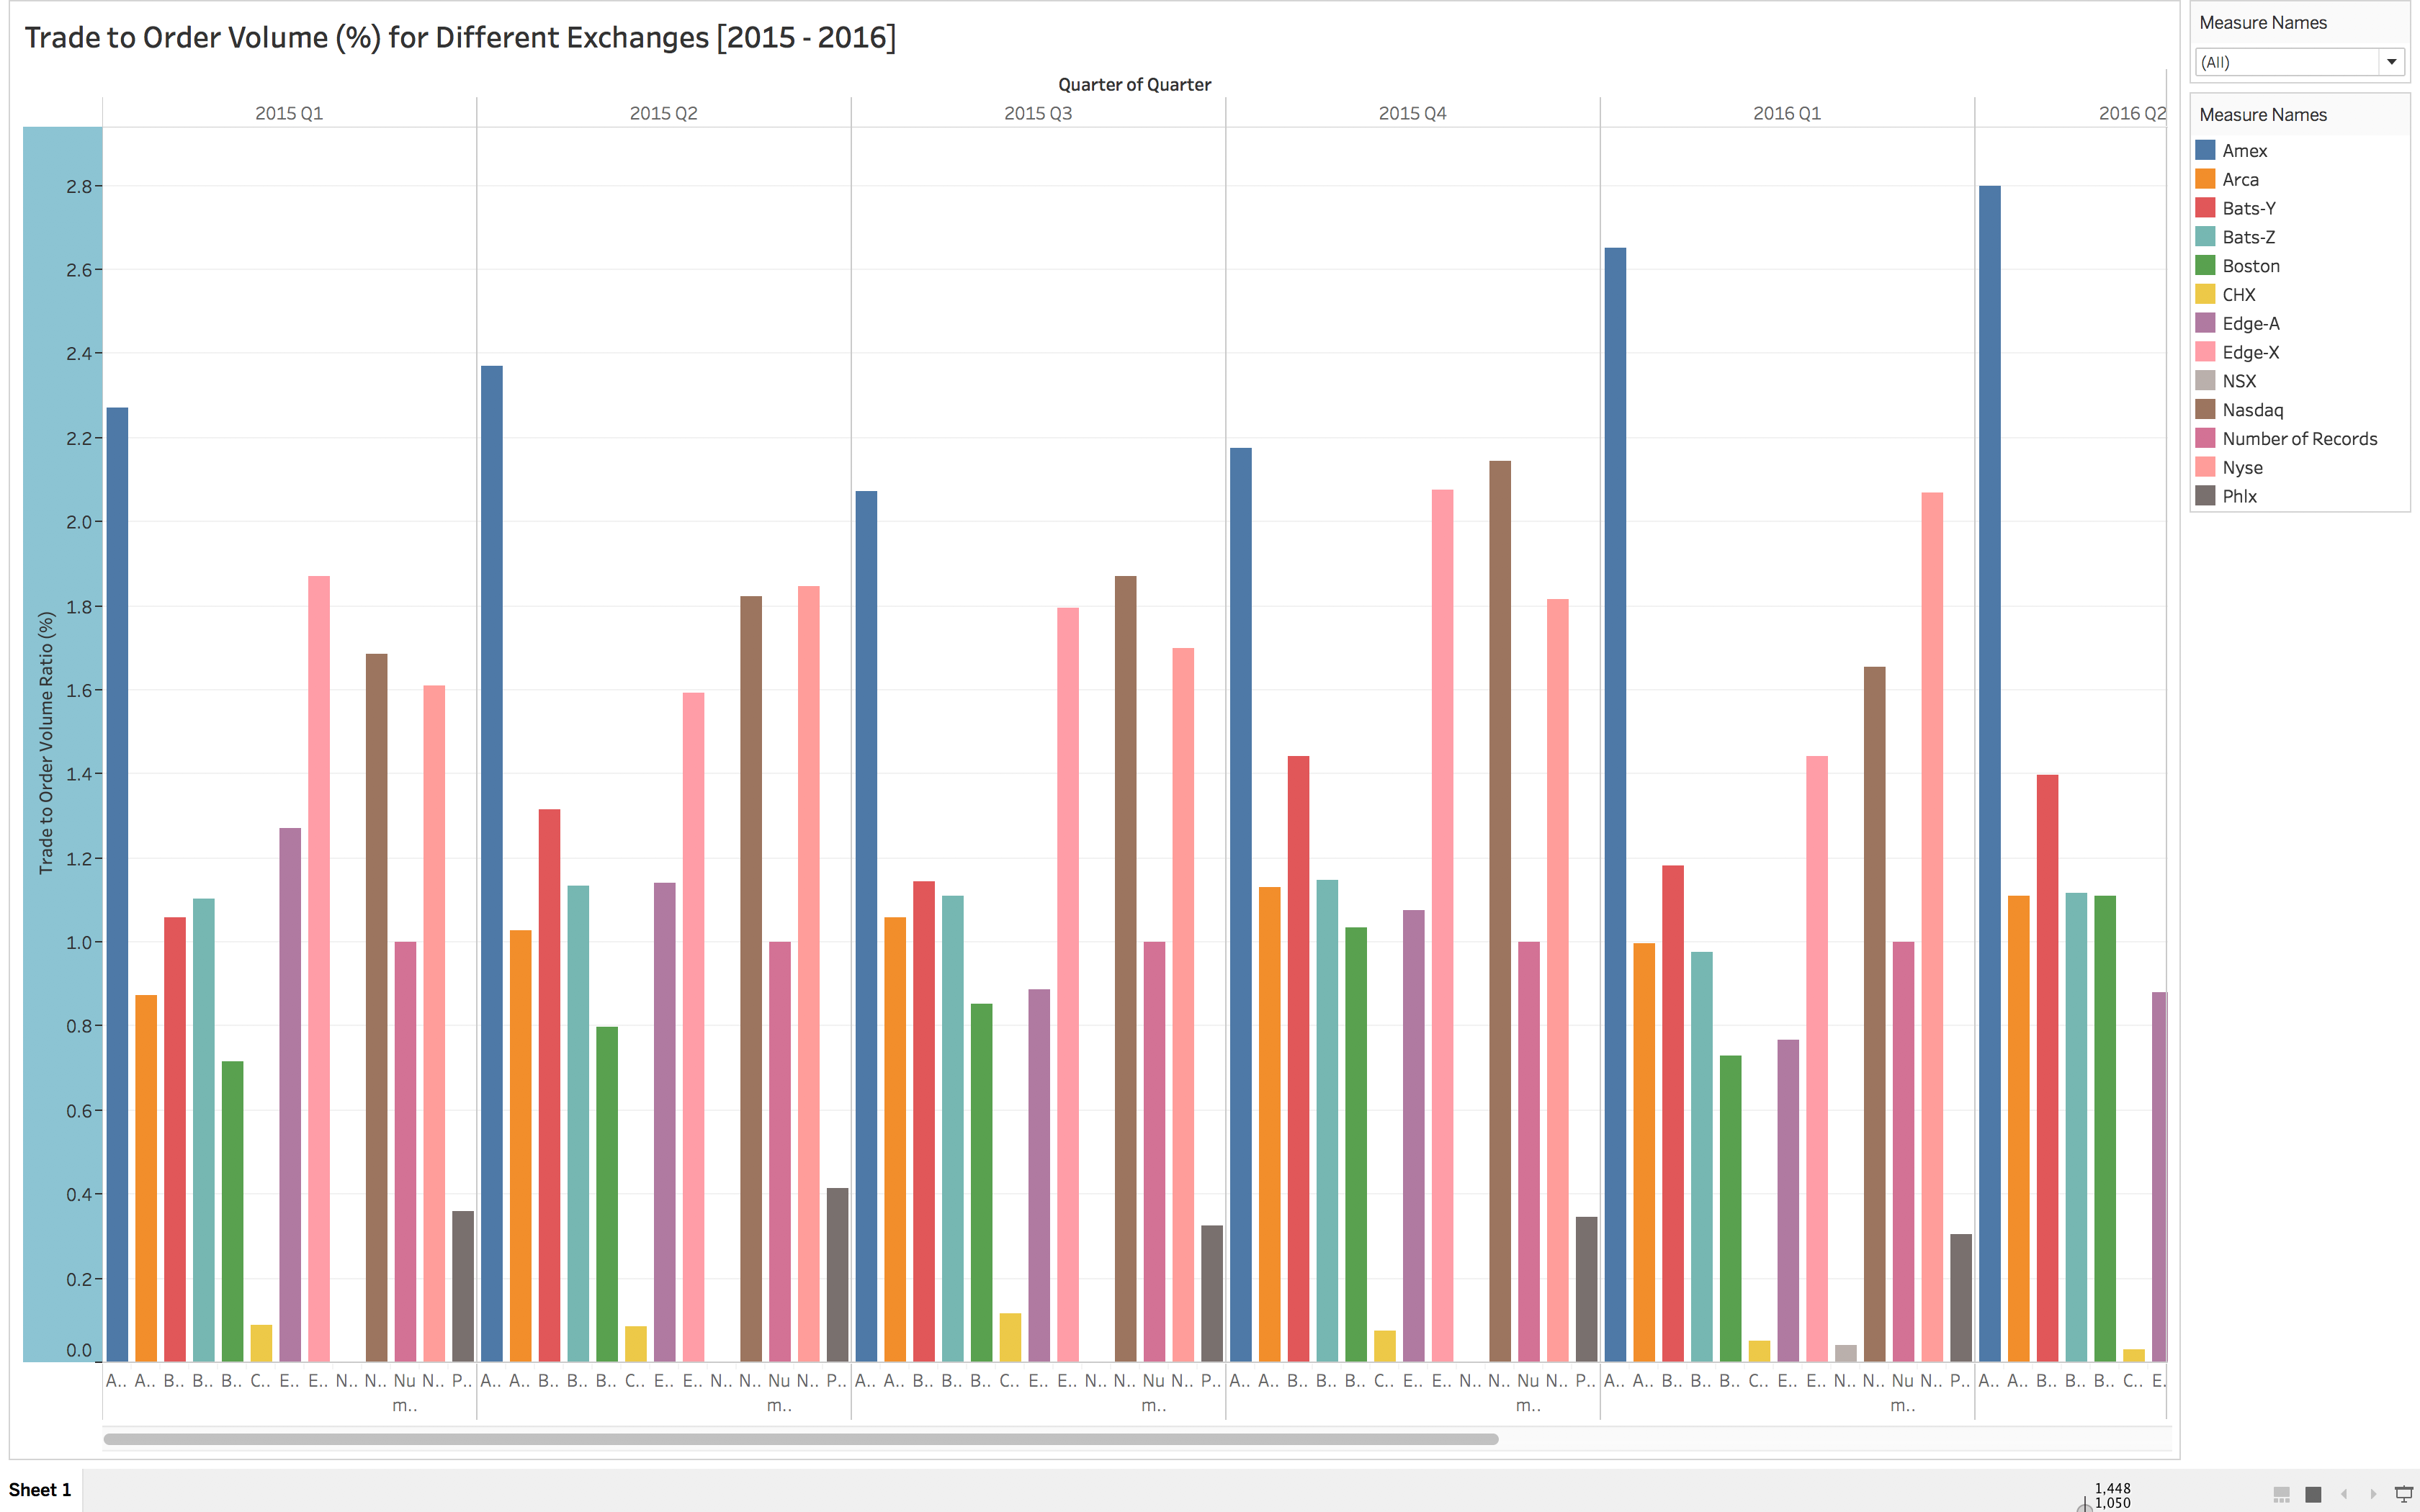 Trade to Order Volume (%) for Different Exchanges [2015 - 2016]
Quarter of Quarter
2015 Q1 2015 Q2 2015 Q3 2015 Q4 2016 Q1 2016 Q2
2.8
2.6
2.4
2.2
2.0
1.8
1.6
1.4
1.2
1.0
0.8
0.6
0.4
0.2
0.0
Trade to Order Volume Ratio (%)
A.. A.. B.. B.. B.. C.. E.. E.. N.. N.. Nu N.. P.. A.. A.. B.. B.. B.. C.. E.. E.. N.. N.. Nu N.. P.. A.. A.. B.. B.. B.. C.. E.. E.. N.. N.. Nu N.. P.. A.. A.. B.. B.. B.. C.. E.. E.. N.. N.. Nu N.. P.. A.. A.. B.. B.. B.. C.. E.. E.. N.. N.. Nu N.. P.. A.. A.. B.. B.. B.. C.. E.
m.. m.. m.. m.. m..
Measure Names
(All)
Measure Names
Amex
Arca
Bats-Y
Bats-Z
Boston
CHX
Edge-A
Edge-X
NSX
Nasdaq
Number of Records
Nyse
Phlx
Sheet 1
1,448
1,050